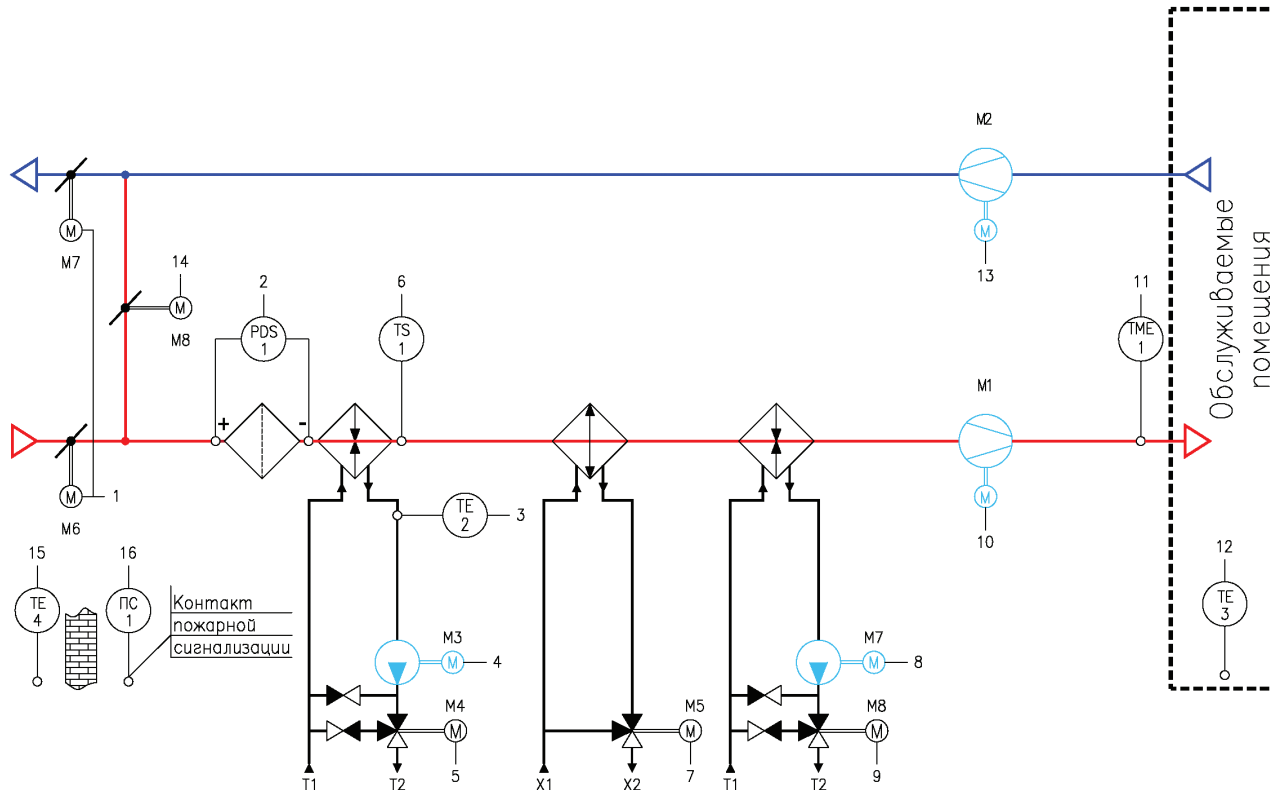 M2
M
13
M
M7
14
M
M8
2
PDS
1
6
TS
1
11
TME
1
Обслуживаемые
помещения
M1
+
-
M
1
M6
M
10
TE
2
3
15
TE
4
16
ПС
1
Контакт
пожарной
сигнализации
12
TE
3
M3
M
4
M7
M
8
M4
M
5
M5
M
7
M8
M
9
T1
T2
X1
X2
T1
T2